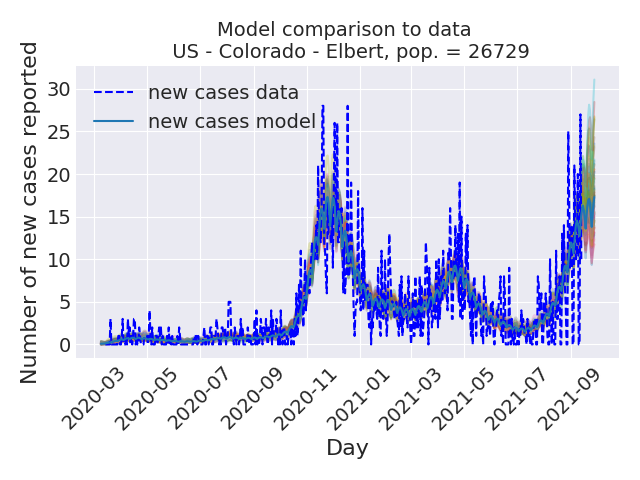 Model comparison to data
US - Colorado - Elbert, pop. = 26729
Number of new cases reported
30
25
20
15
10
5
0
new cases data
new cases model
2020-03
2020-05
2020-07
2020-09
2020-11
2021-01
2021-03
2021-05
2021-07
2021-09
Day